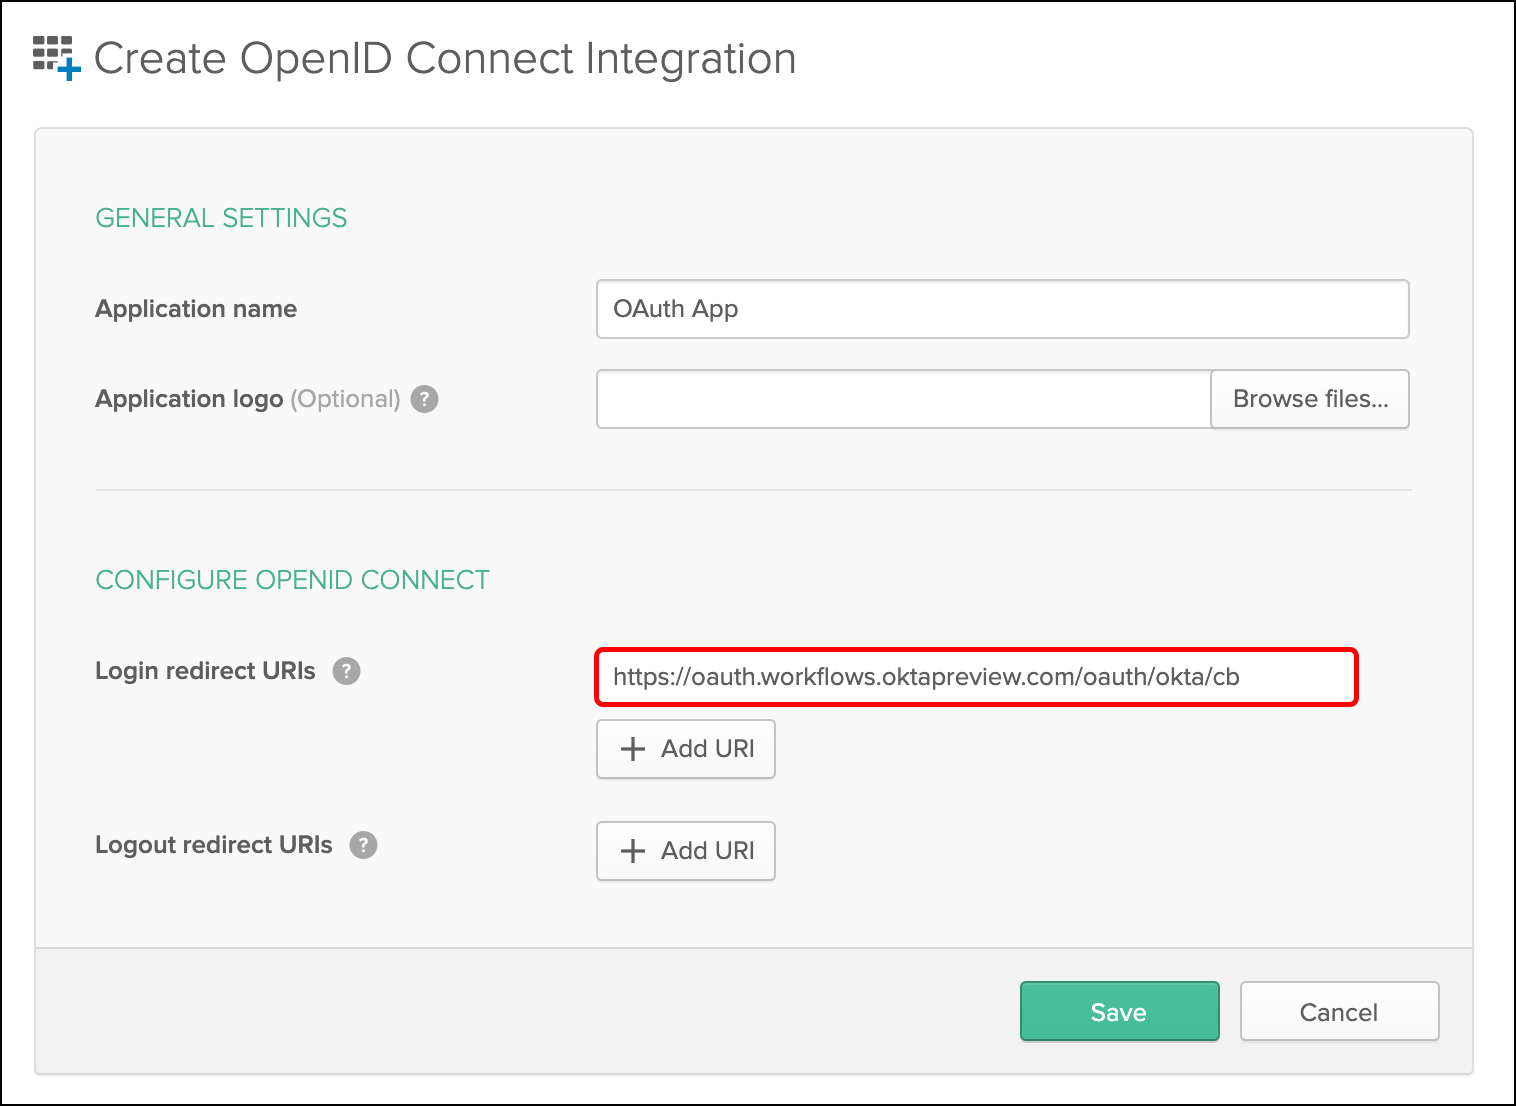 Create OpenID Connect Integration
GENERAL SETTINGS
Application name
OAuth App
Application logo (Optional) ?
Browse files...
CONFIGURE OPENID CONNECT
Login redirect URIs ?
https://oauth.workflows.oktapreview.com/oauth/okta/cb
+ Add URI
Logout redirect URIs ?
+ Add URI
Save
Cancel